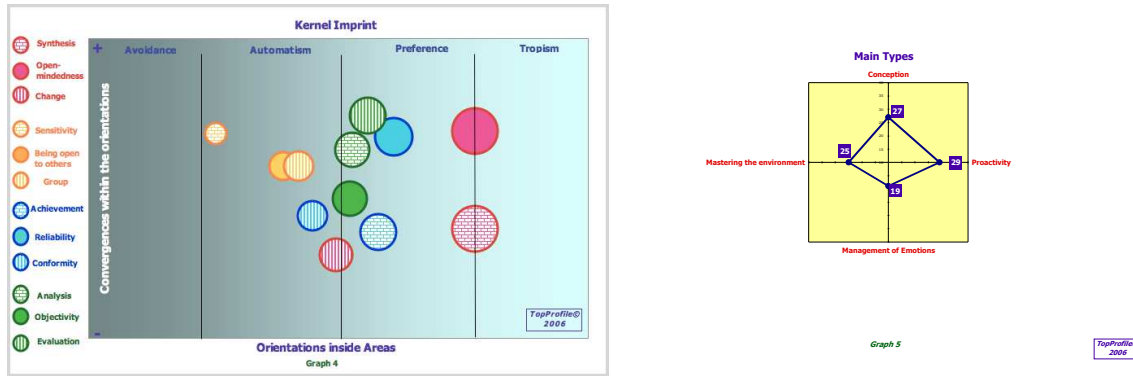 Kernel Imprint
Synthesis
Open-
mindedness
Change
Sensitivity
Being open
to others
Group
Achievement
Reliability
Conformity
Analysis
Objectivity
Evaluation
+
Avoidance
Automatism
Preference
Tropism
Convergences within the orientations
-
TopProfile©
2006
Orientations inside Areas
Graph 4
Main Types
Conception
27
25
29
19
Mastering the environment
Proactivity
Management of Emotions
Graph 5
TopProfile
2006